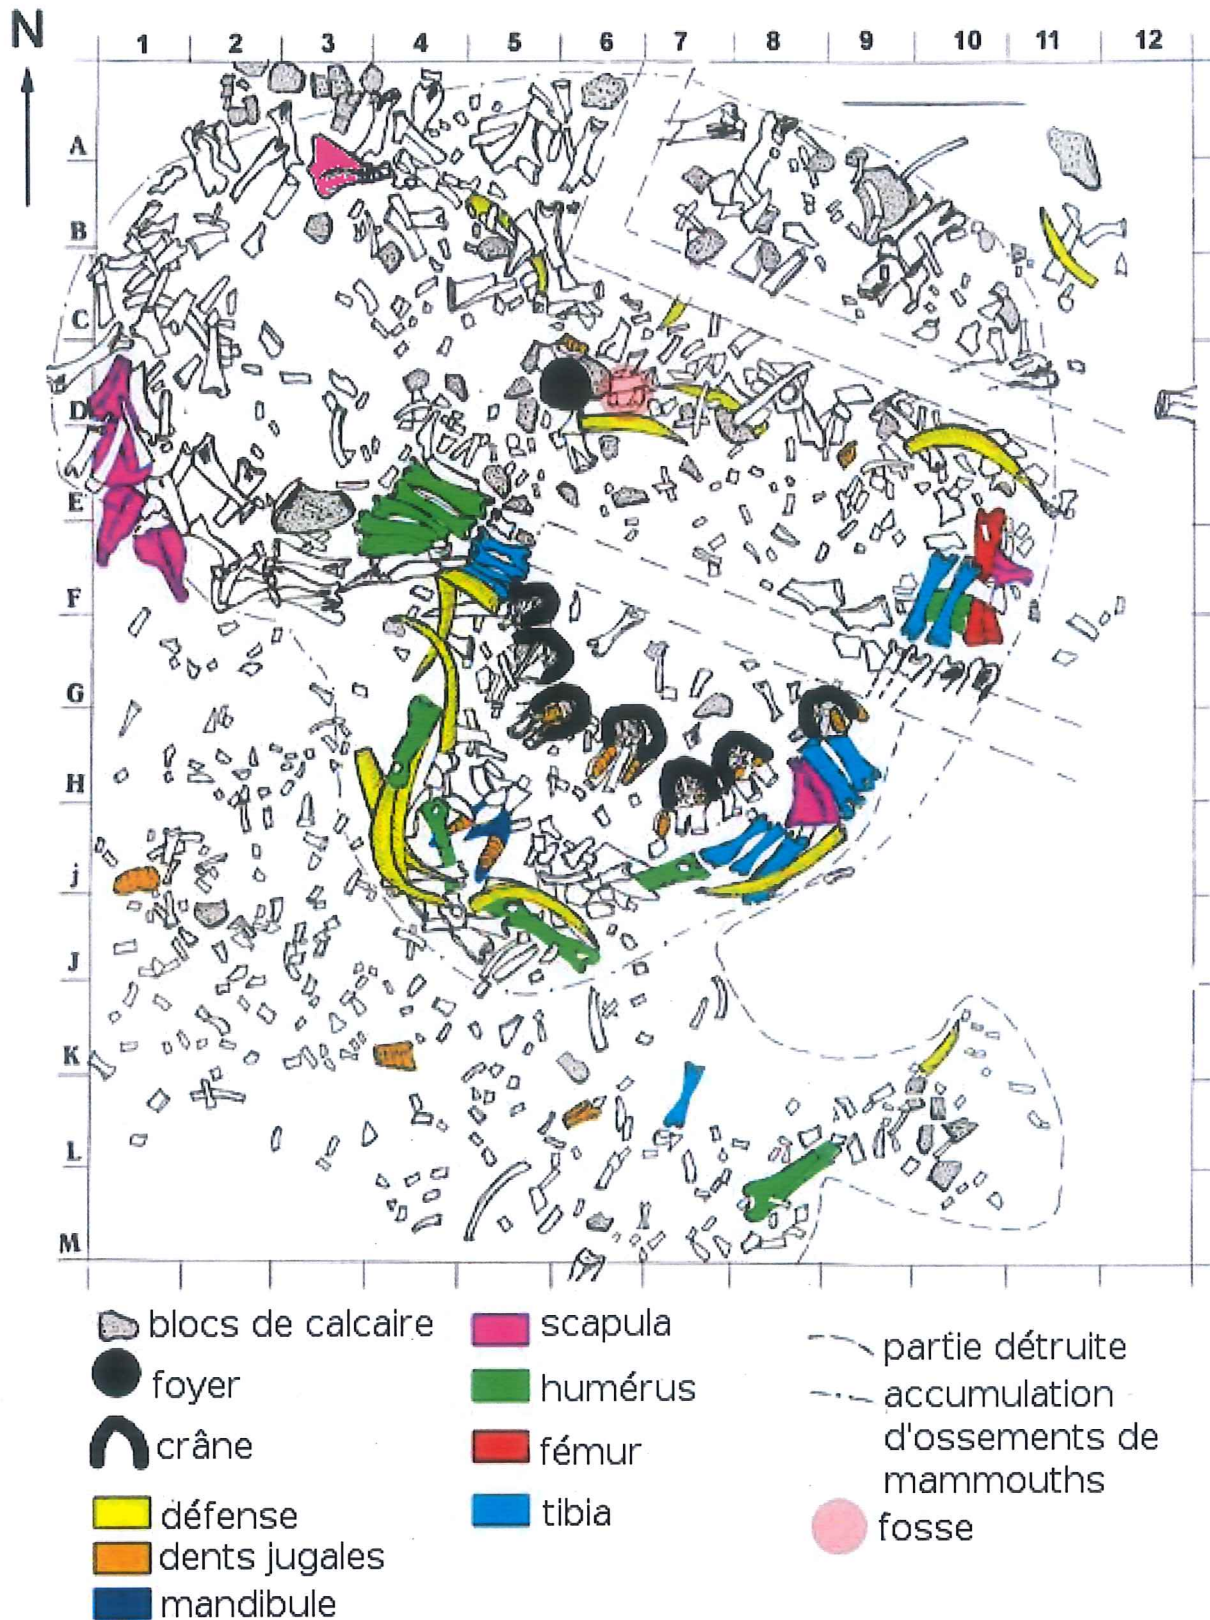 N
1 2 3 4 5 6 7 8 9 10 11 12
A
B
C
D
E
F
G
H
j
J
K
L
M
blocs de calcaire
foyer
crâne
défense
dents jugales
mandibule
scapula
humérus
fémur
tibia
partie détruite
accumulation
d'ossements de
mammouths
fosse